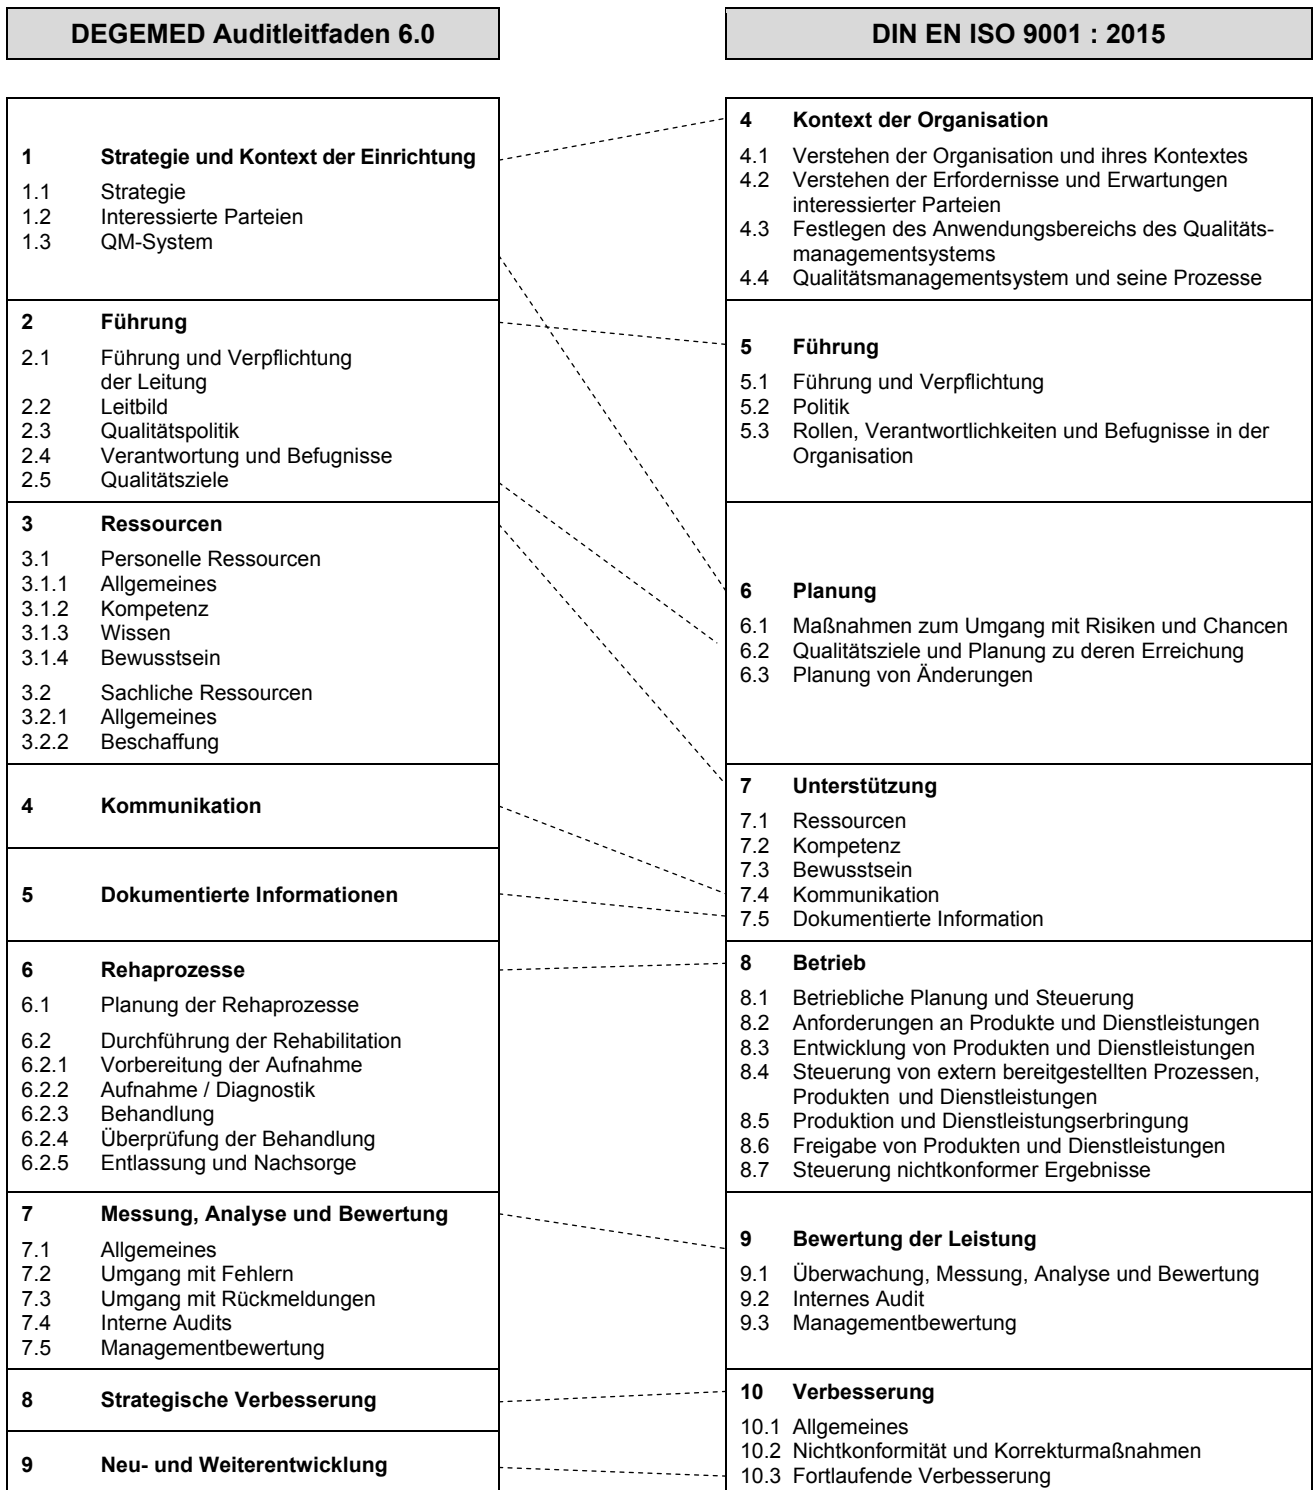 DEGEMED Auditleitfaden 6.0
1 Strategie und Kontext der Einrichtung
1.1 Strategie
1.2 Interessierte Parteien
1.3 QM-System
2 Führung
2.1 Führung und Verpflichtung
der Leitung
2.2 Leitbild
2.3 Qualitätspolitik
2.4 Verantwortung und Befugnisse
2.5 Qualitätsziele
3 Ressourcen
3.1 Personelle Ressourcen
3.1.1 Allgemeines
3.1.2 Kompetenz
3.1.3 Wissen
3.1.4 Bewusstsein
3.2 Sachliche Ressourcen
3.2.1 Allgemeines
3.2.2 Beschaffung
4 Kommunikation
5 Dokumentierte Informationen
6 Rehaprozesse
6.1 Planung der Rehaprozesse
6.2 Durchführung der Rehabilitation
6.2.1 Vorbereitung der Aufnahme
6.2.2 Aufnahme / Diagnostik
6.2.3 Behandlung
6.2.4 Überprüfung der Behandlung
6.2.5 Entlassung und Nachsorge
7 Messung, Analyse und Bewertung
7.1 Allgemeines
7.2 Umgang mit Fehlern
7.3 Umgang mit Rückmeldungen
7.4 Interne Audits
7.5 Managementbewertung
8 Strategische Verbesserung
9 Neu- und Weiterentwicklung
DIN EN ISO 9001 : 2015
4 Kontext der Organisation
4.1 Verstehen der Organisation und ihres Kontextes
4.2 Verstehen der Erfordernisse und Erwartungen
interessierter Parteien
4.3 Festlegen des Anwendungsbereichs des Qualitäts-
managementsystems
4.4 Qualitätsmanagementsystem und seine Prozesse
5 Führung
5.1 Führung und Verpflichtung
5.2 Politik
5.3 Rollen, Verantwortlichkeiten und Befugnisse in der
Organisation
6 Planung
6.1 Maßnahmen zum Umgang mit Risiken und Chancen
6.2 Qualitätsziele und Planung zu deren Erreichung
6.3 Planung von Änderungen
7 Unterstützung
7.1 Ressourcen
7.2 Kompetenz
7.3 Bewusstsein
7.4 Kommunikation
7.5 Dokumentierte Information
8 Betrieb
8.1 Betriebliche Planung und Steuerung
8.2 Anforderungen an Produkte und Dienstleistungen
8.3 Entwicklung von Produkten und Dienstleistungen
8.4 Steuerung von extern bereitgestellten Prozessen,
Produkten und Dienstleistungen
8.5 Produktion und Dienstleistungserbringung
8.6 Freigabe von Produkten und Dienstleistungen
8.7 Steuerung nichtkonformer Ergebnisse
9 Bewertung der Leistung
9.1 Überwachung, Messung, Analyse und Bewertung
9.2 Internes Audit
9.3 Managementbewertung
10 Verbesserung
10.1 Allgemeines
10.2 Nichtkonformität und Korrekturmaßnahmen
10.3 Fortlaufende Verbesserung